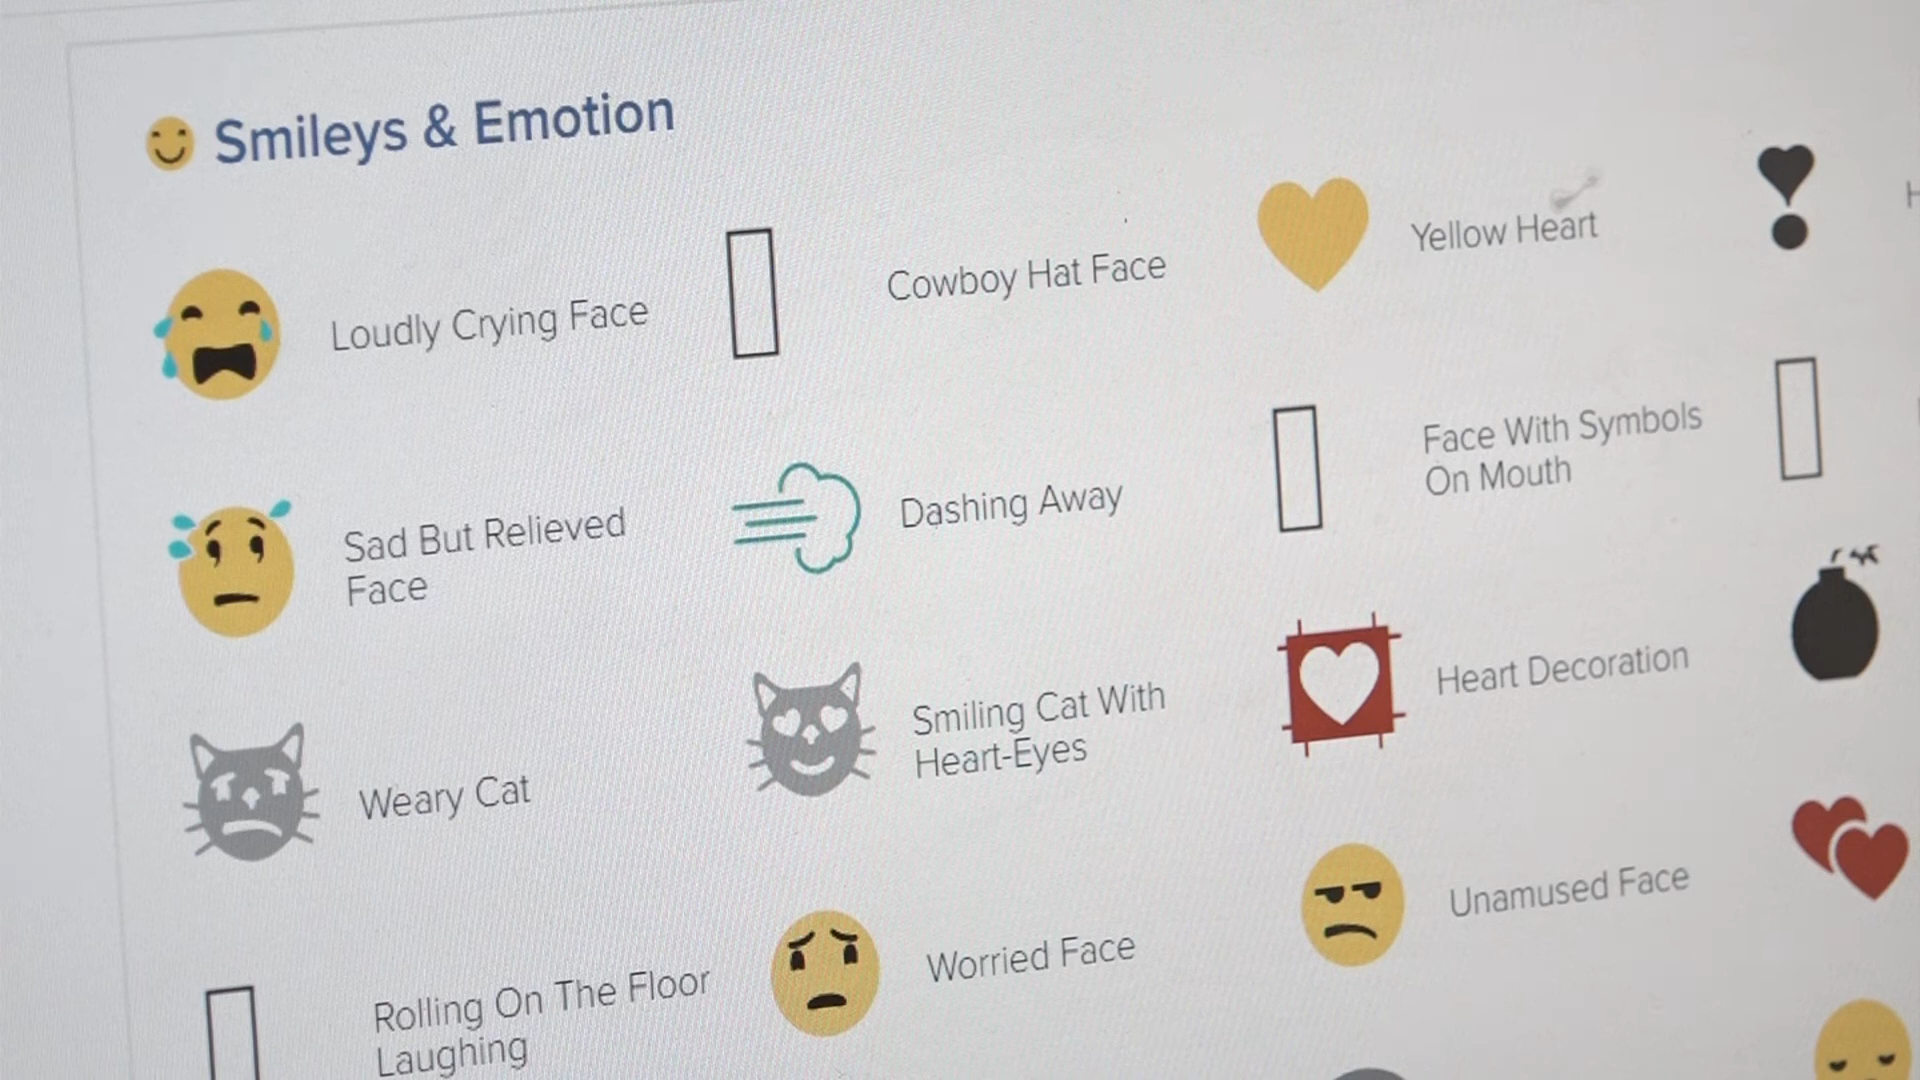 Smileys & Emotion
Loudly Crying Face
Cowboy Hat Face
Yellow Heart
Sad But Relieved
Face
Dashing Away
Face With Symbols
On Mouth
Weary Cat
Smiling Cat With
Heart-Eyes
Heart Decoration
Rolling On The Floor
Laughing
Worried Face
Unamused Face